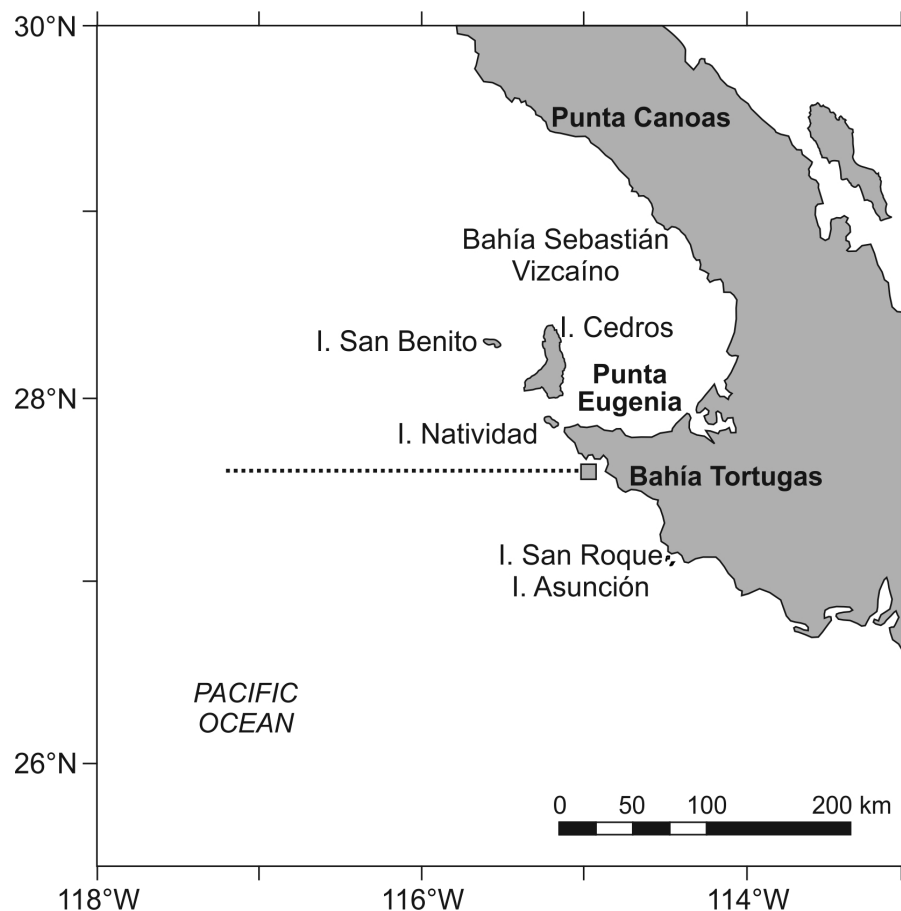 30°N
Punta Canoas
Bahía Sebastián
Vizcaíno
I. Cedros
I. San Benito
Punta
Eugenia
28°N
I. Natividad
Bahía Tortugas
I. San Roque
I. Asunción
PACIFIC
OCEAN
26°N
0 50 100 200 km
118°W 116°W 114°W